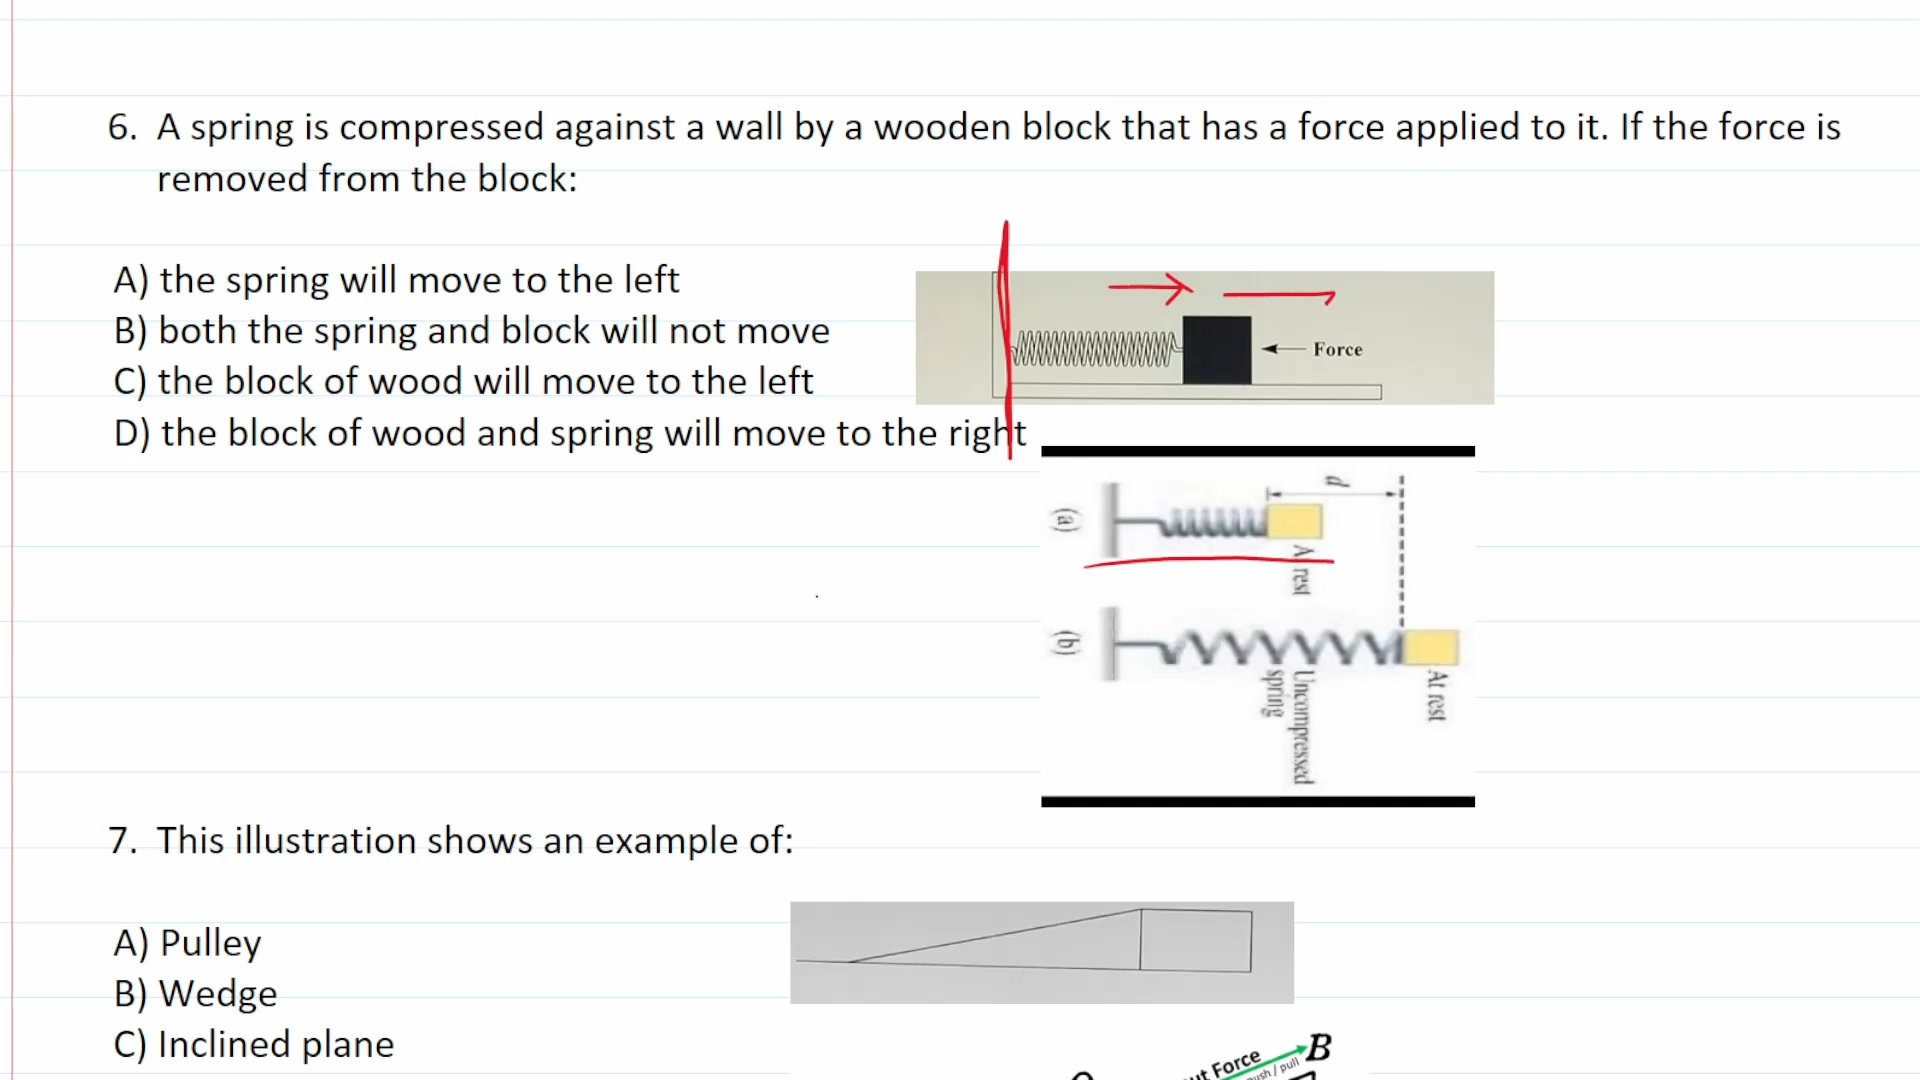 6. A spring is compressed against a wall by a wooden block that has a force applied to it. If the force is
removed from the block:
A) the spring will move to the left
B) both the spring and block will not move
C) the block of wood will move to the left
D) the block of wood and spring will move to the right
Force
d
(a)
At rest
(b)
Uncompressed
spring
At rest
7. This illustration shows an example of:
A) Pulley
B) Wedge
C) Inclined plane
Force
/ pull
B